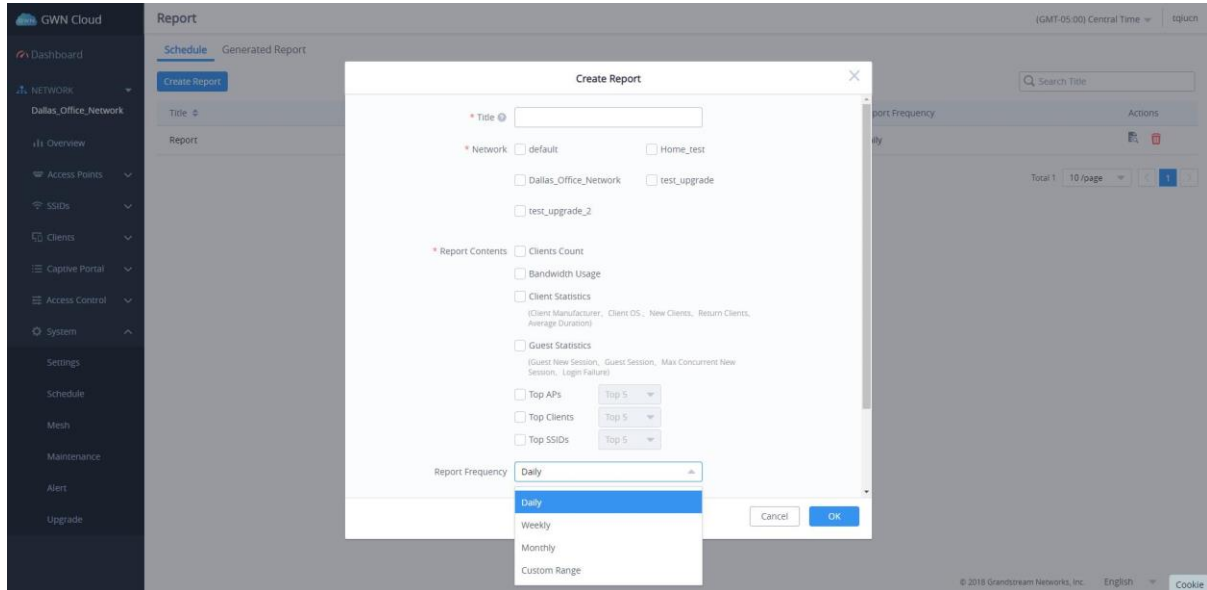 GWN Cloud
Report
(GMT-05:00) Central Time
tqiucn
Dashboard
Schedule Generated Report
NETWORK
Dallas_Office_Network
Create Report
Search Title
Title
port Frequency
Actions
Report
ily
Total 1 10 /page 1
Overview
Access Points
SSIDs
Clients
Captive Portal
Access Control
System
Settings
Schedule
Mesh
Maintenance
Alert
Upgrade
Create Report
* Title
* Network default Home_test
Dallas_Office_Network test_upgrade
test_upgrade_2
* Report Contents Clients Count
Bandwidth Usage
Client Statistics
(Client Manufacturer, Client OS, New Clients, Return Clients,
Average Duration)
Guest Statistics
(Guest New Session, Guest Session, Max Concurrent New
Session, Login Failure)
Top APs Top 5
Top Clients Top 5
Top SSIDs Top 5
Report Frequency Daily
Daily
Weekly
Monthly
Custom Range
Cancel OK
© 2018 Grandstream Networks, Inc. English Cookie